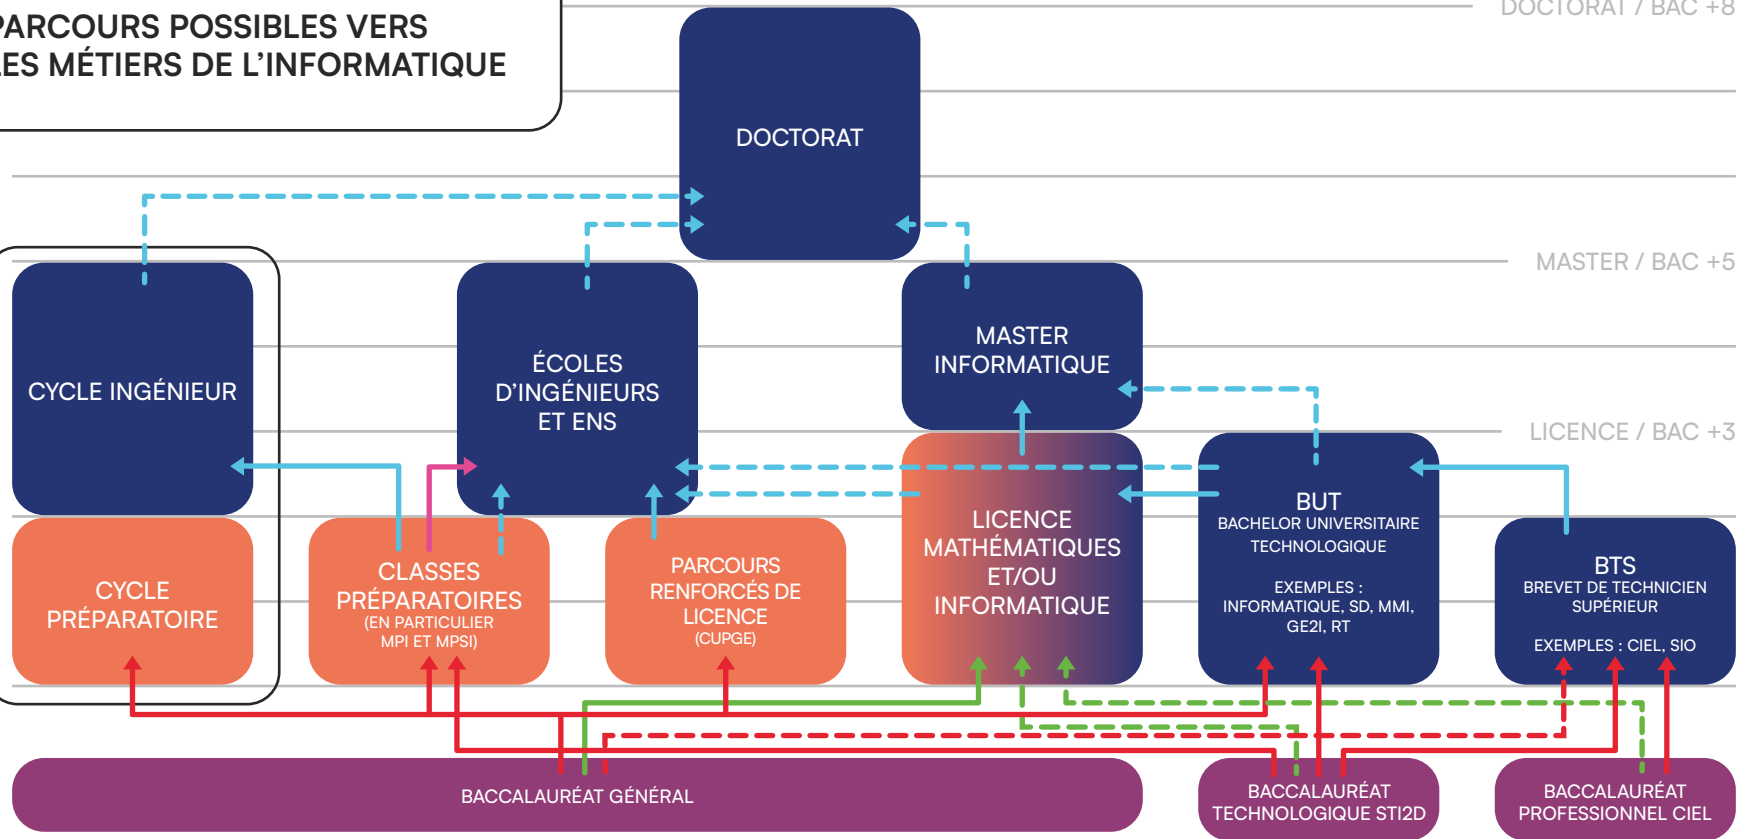 PARCOURS POSSIBLES VERS
LES MÉTIERS DE L'INFORMATIQUE
DOCTORAT / BAC +8
DOCTORAT
MASTER / BAC +5
CYCLE INGÉNIEUR
ÉCOLES
D'INGÉNIEURS
ET ENS
MASTER
INFORMATIQUE
LICENCE / BAC +3
CYCLE
PRÉPARATOIRE
CLASSES
PRÉPARATOIRES
(EN PARTICULIER
MPI ET MPSI)
PARCOURS
RENFORCÉS DE
LICENCE
(CUPGE)
LICENCE
MATHÉMATIQUES
ET/OU
INFORMATIQUE
BUT
BACHELOR UNIVERSITAIRE
TECHNOLOGIQUE
EXEMPLES :
INFORMATIQUE, SD, MMI,
GE2I, RT
BTS
BREVET DE TECHNICIEN
SUPÉRIEUR
EXEMPLES : CIEL, SIO
BACCALAURÉAT GÉNÉRAL
BACCALAURÉAT
TECHNOLOGIQUE STI2D
BACCALAURÉAT
PROFESSIONNEL CIEL